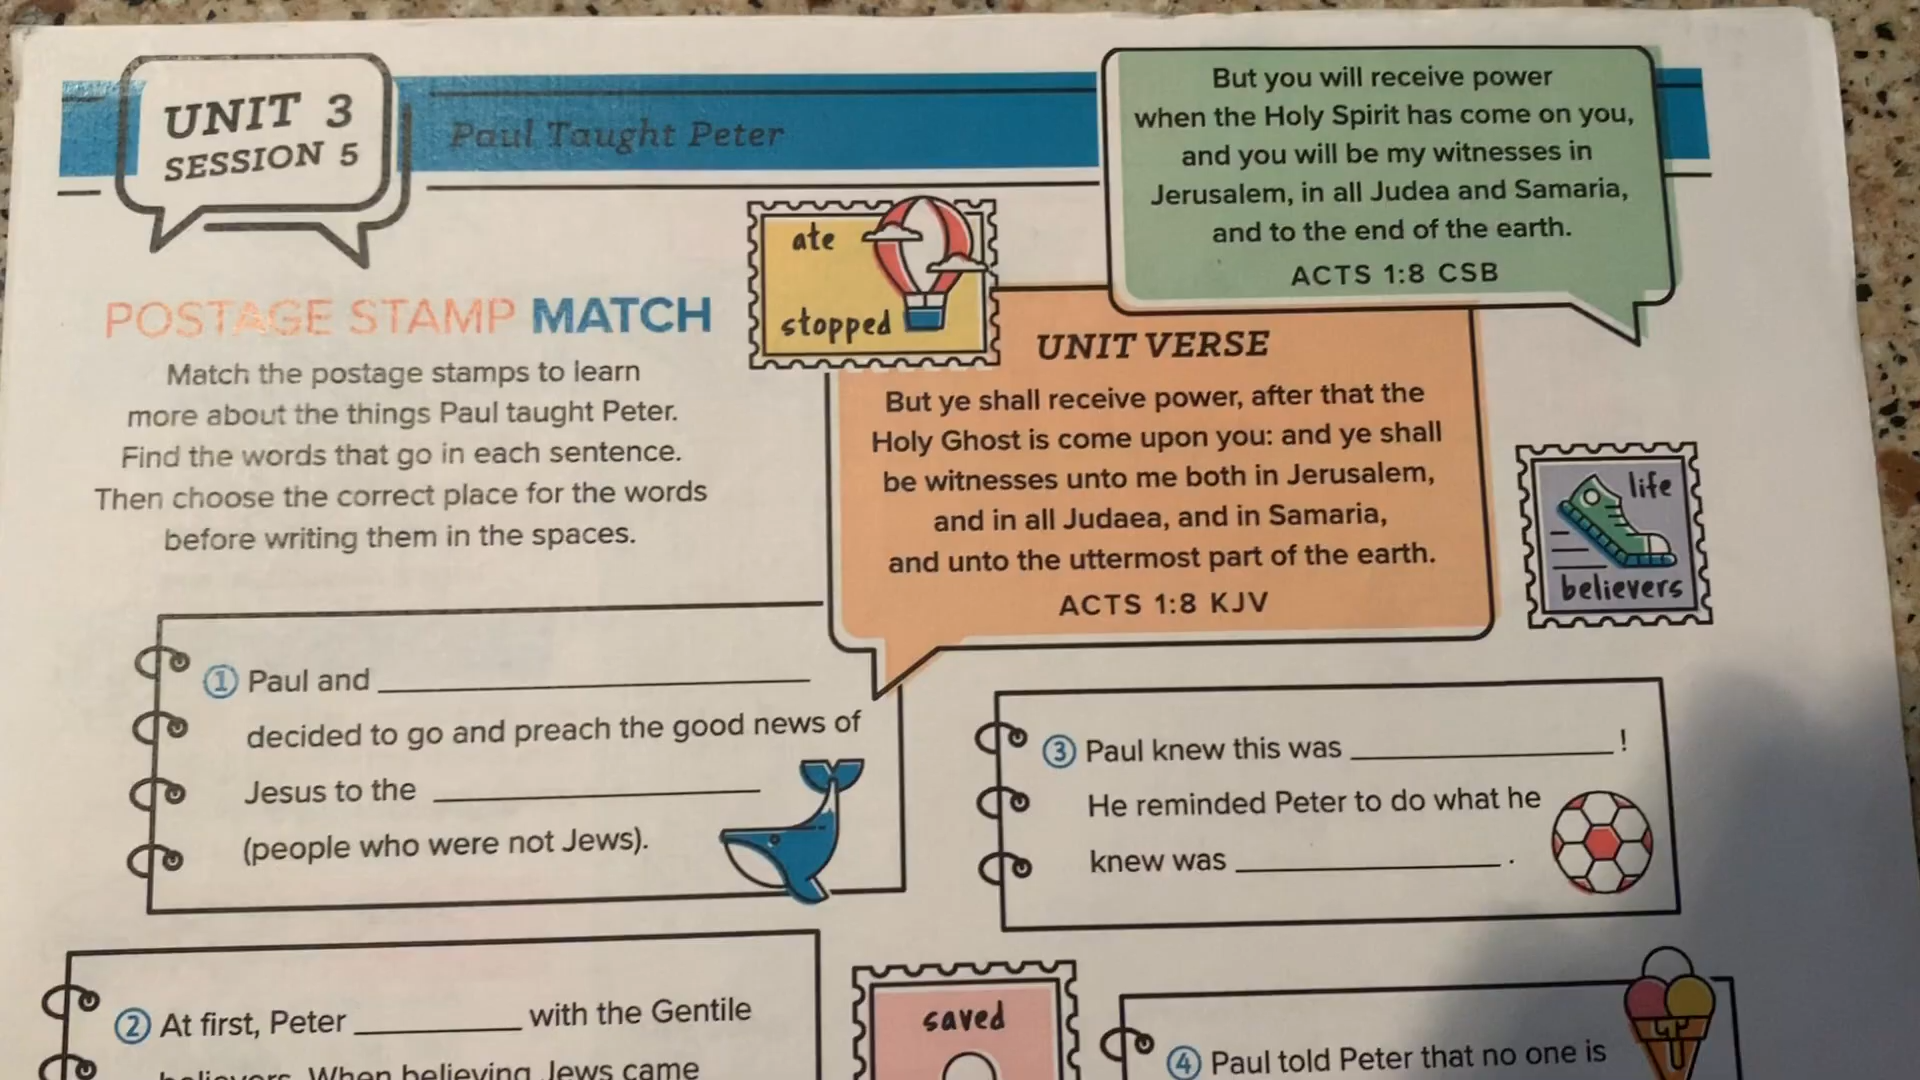 UNIT 3
SESSION 5
Paul Taught Peter
But you will receive power
when the Holy Spirit has come on you,
and you will be my witnesses in
Jerusalem, in all Judea and Samaria,
and to the end of the earth.
ACTS 1:8 CSB
ate
stopped
POSTAGE STAMP MATCH
Match the postage stamps to learn
more about the things Paul taught Peter.
Find the words that go in each sentence.
Then choose the correct place for the words
before writing them in the spaces.
UNIT VERSE
But ye shall receive power, after that the
Holy Ghost is come upon you: and ye shall
be witnesses unto me both in Jerusalem,
and in all Judaea, and in Samaria,
and unto the uttermost part of the earth.
ACTS 1:8 KJV
life
believers
1 Paul and
decided to go and preach the good news of
Jesus to the
(people who were not Jews).
3 Paul knew this was !
He reminded Peter to do what he
knew was .
2 At first, Peter with the Gentile
believers. When believing Jews came
saved
4 Paul told Peter that no one is